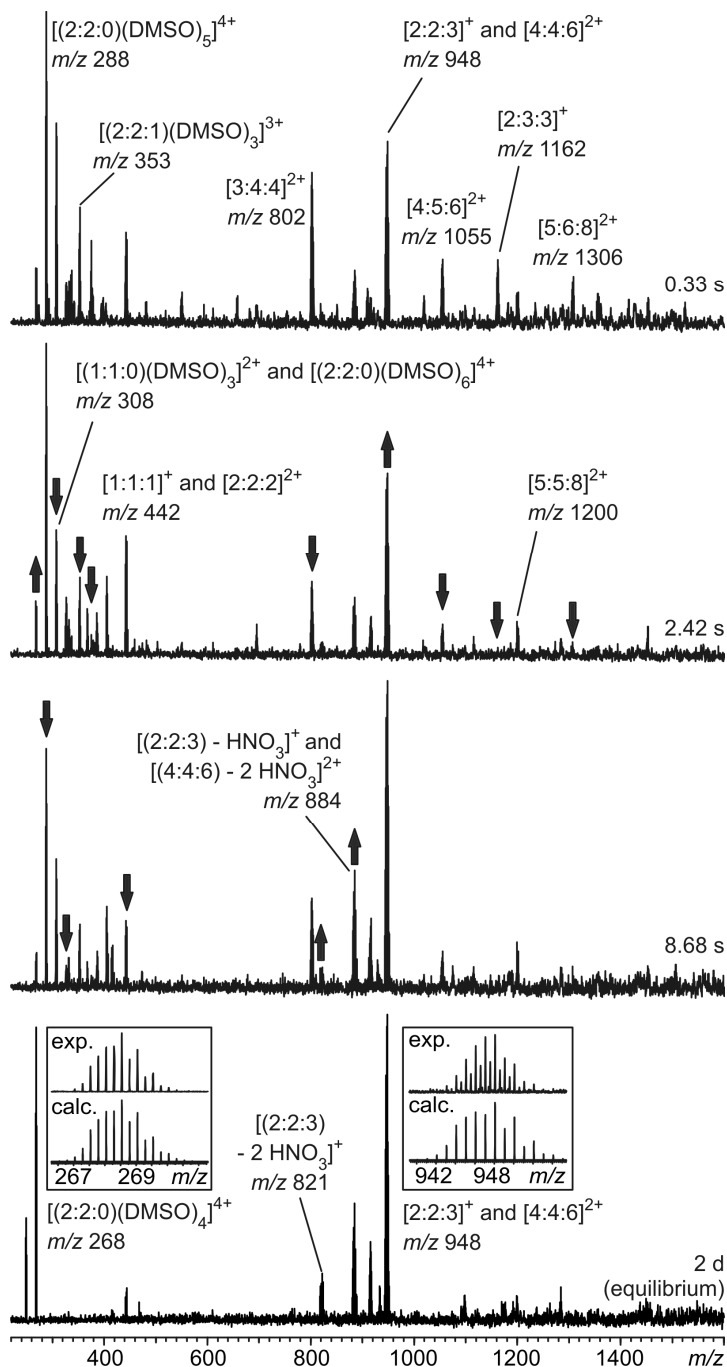 [(2:2:0)(DMSO)5]4+
m/z 288
[2:2:3]+ and [4:4:6]2+
m/z 948
[(2:2:1)(DMSO)3]3+
m/z 353
[2:3:3]+
m/z 1162
[3:4:4]2+
m/z 802
[4:5:6]2+
m/z 1055
[5:6:8]2+
m/z 1306
0.33 s
[(1:1:0)(DMSO)3]2+ and [(2:2:0)(DMSO)6]4+
m/z 308
[1:1:1]+ and [2:2:2]2+
m/z 442
[5:5:8]2+
m/z 1200
2.42 s
[(2:2:3) - HNO3]+ and
[(4:4:6) - 2 HNO3]2+
m/z 884
8.68 s
exp.
calc.
267 269 m/z
[(2:2:0)(DMSO)4]4+
m/z 268
[(2:2:3)
- 2 HNO3]+
m/z 821
exp.
calc.
942 948 m/z
[2:2:3]+ and [4:4:6]2+
m/z 948
2 d
(equilibrium)
400 600 800 1000 1200 1400 m/z